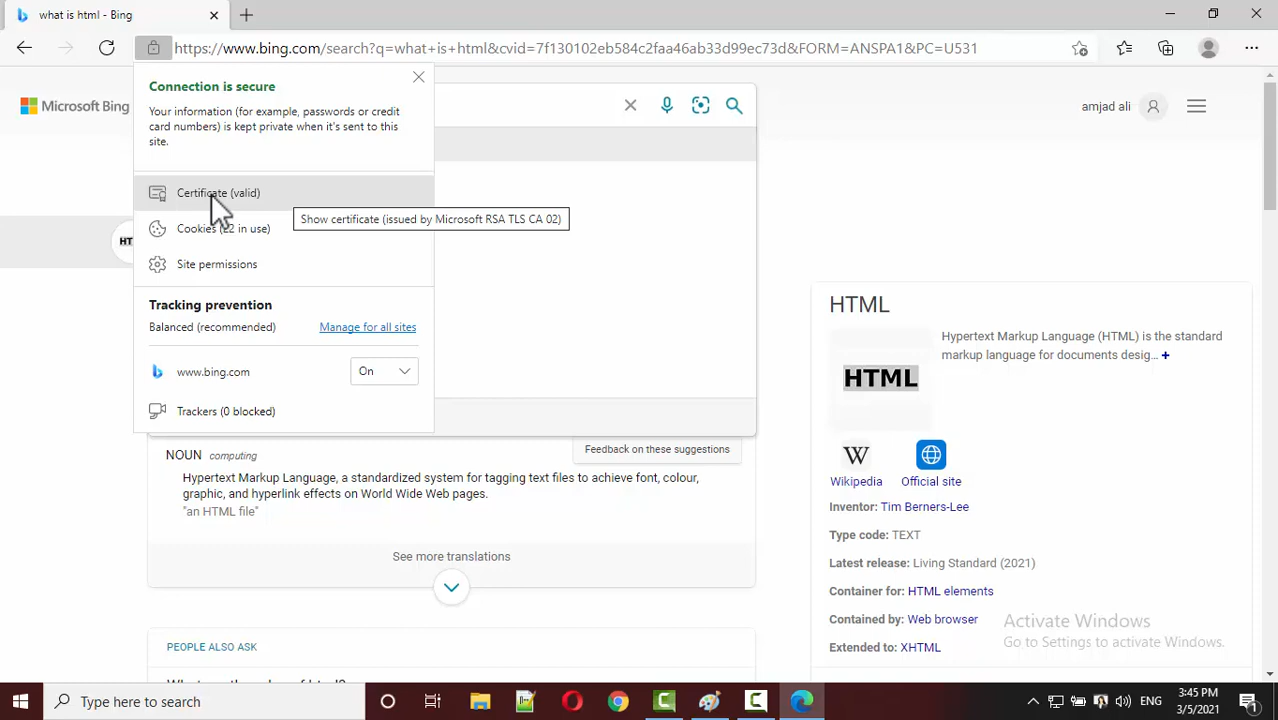 what is html - Bing
https://www.bing.com/search?q=what+is+html&cvid=7f130102eb584c2faa46ab33d99ec73d&FORM=ANSPA1&PC=U531
Connection is secure
Your information (for example, passwords or credit
card numbers) is kept private when it's sent to this
site.
Certificate (valid)
Show certificate (issued by Microsoft RSA TLS CA 02)
Cookies (22 in use)
Site permissions
Tracking prevention
Balanced (recommended)
Manage for all sites
www.bing.com
On
Trackers (0 blocked)
Microsoft Bing
amjad ali
HT
Feedback on these suggestions
NOUN computing
Hypertext Markup Language, a standardized system for tagging text files to achieve font, colour,
graphic, and hyperlink effects on World Wide Web pages.
"an HTML file"
See more translations
PEOPLE ALSO ASK
HTML
HTML
Hypertext Markup Language (HTML) is the standard
markup language for documents desig... +
W
Wikipedia
Official site
Inventor: Tim Berners-Lee
Type code: TEXT
Latest release: Living Standard (2021)
Container for: HTML elements
Contained by: Web browser
Extended to: XHTML
Activate Windows
Go to Settings to activate Windows.
Type here to search
ENG
3:45 PM
3/5/2021
1